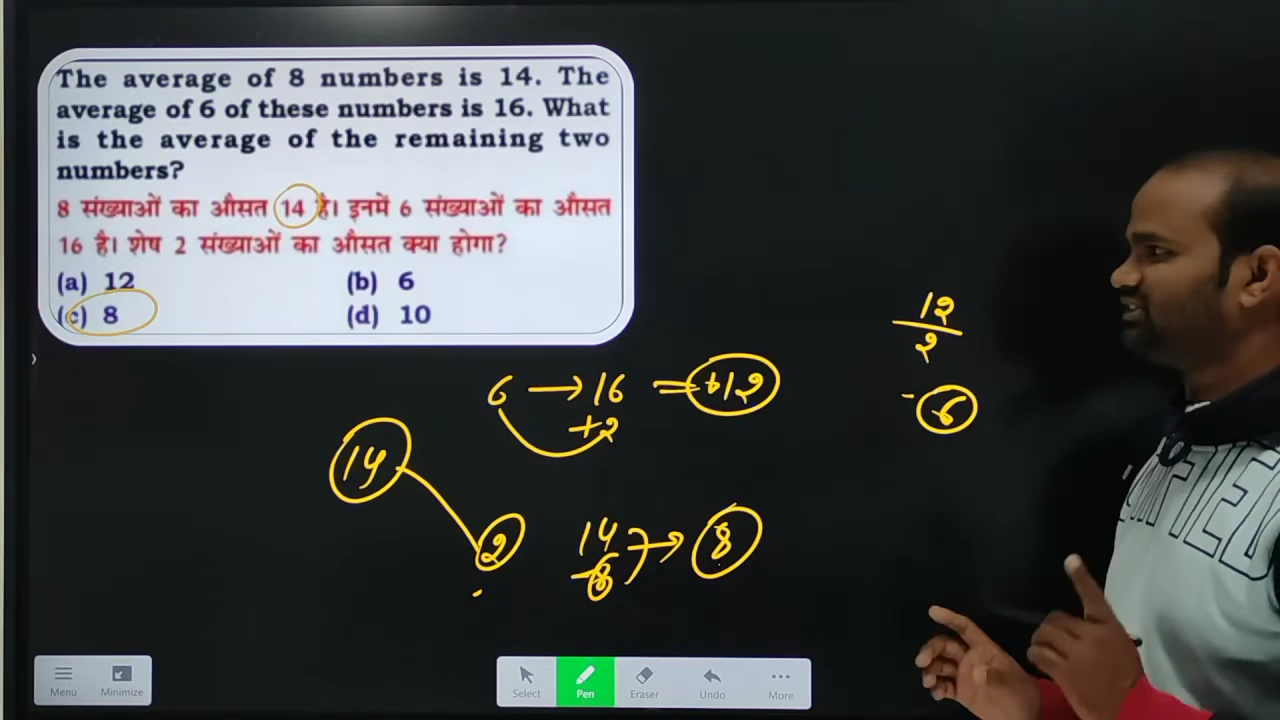 The average of 8 numbers is 14. The
average of 6 of these numbers is 16. What
is the average of the remaining two
numbers?
8 संख्याओं का औसत 14 है। इनमें 6 संख्याओं का औसत
16 है। शेष 2 संख्याओं का औसत क्या होगा?
(a) 12 (b) 6
(c) 8 (d) 10
12
2
- 6
6 → 16 = +12
+2
14
2
14
-6
→ 8
Menu Minimize Select Pen Eraser Undo More